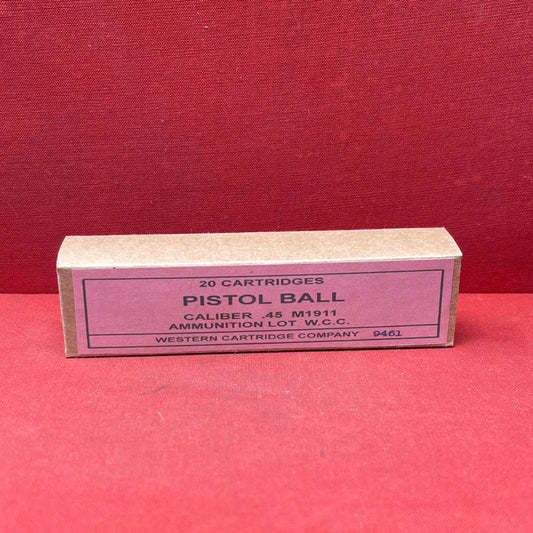 20 CARTRIDGES
PISTOL BALL
CALIBER .45 M1911
AMMUNITION LOT W.C.C.
WESTERN CARTRIDGE COMPANY 9461